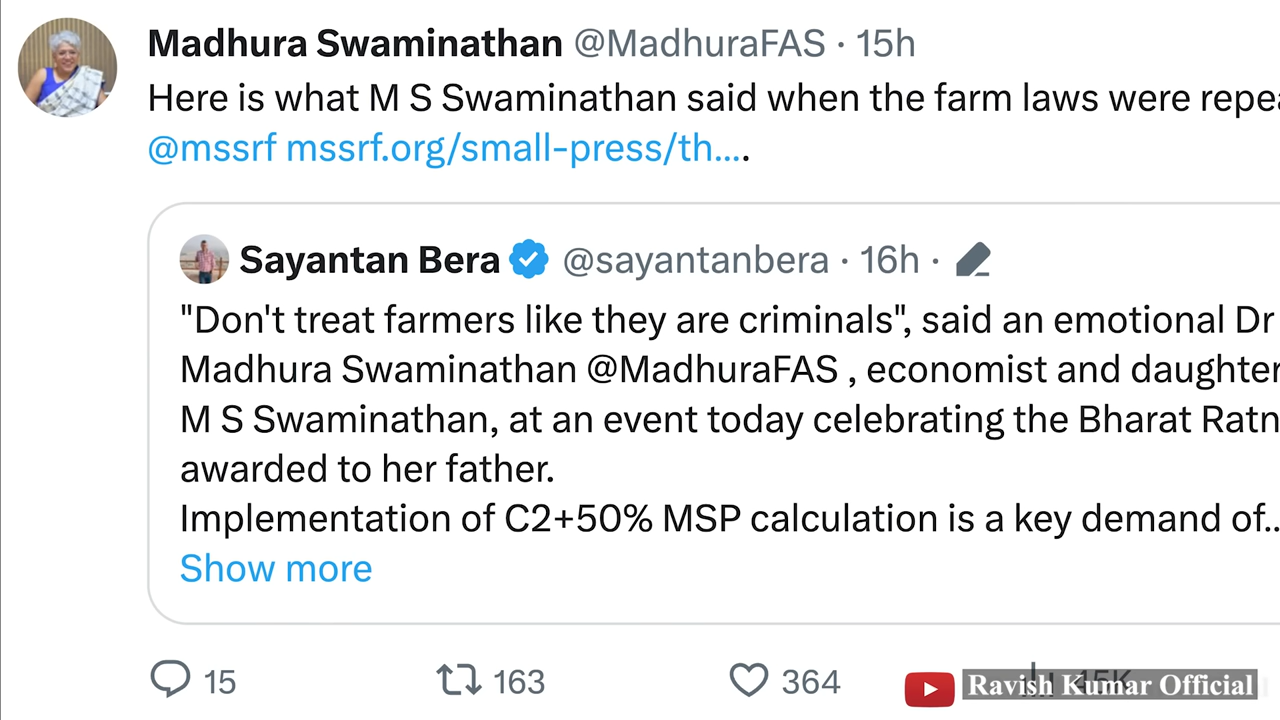 Madhura Swaminathan @MadhuraFAS · 15h
Here is what M S Swaminathan said when the farm laws were repea
@mssrf mssrf.org/small-press/th….
Sayantan Bera @sayantanbera · 16h ·
"Don't treat farmers like they are criminals", said an emotional Dr
Madhura Swaminathan @MadhuraFAS , economist and daughter
M S Swaminathan, at an event today celebrating the Bharat Ratn
awarded to her father.
Implementation of C2+50% MSP calculation is a key demand of..
Show more
15 163 364 15K
Ravish Kumar Official